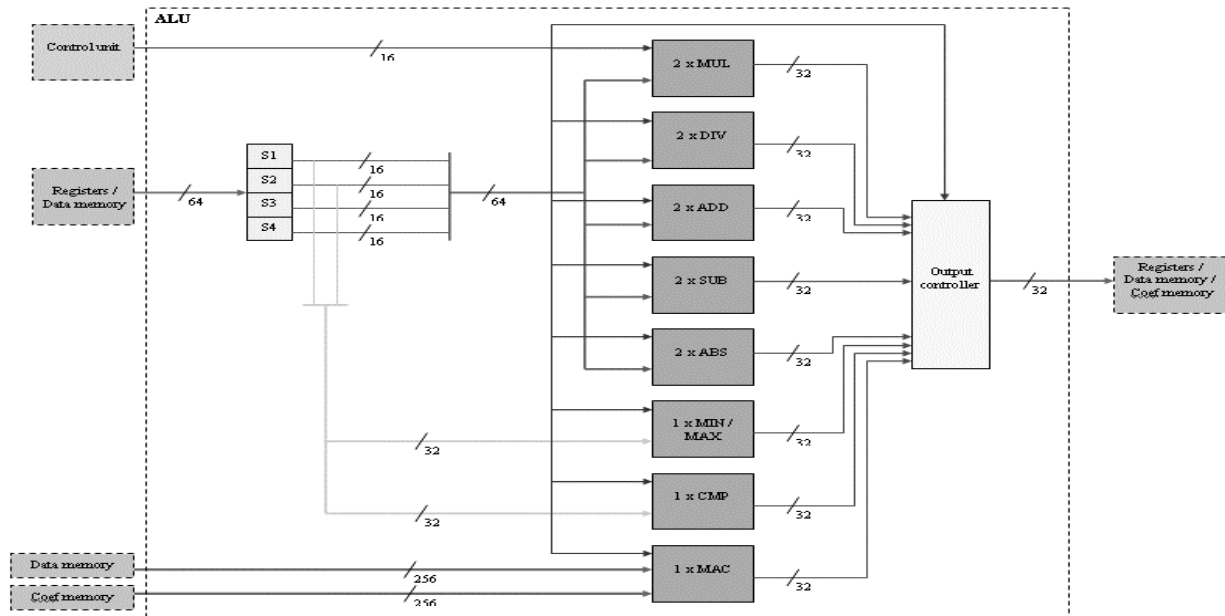 ALU
Control unit
16
2 x MUL
32
2 x DIV
32
S1
16
S2
16
Registers /
Data memory
64
S3
16
64
S4
16
2 x ADD
32
Output
controller
2 x SUB
32
32
Registers /
Data memory /
Coef memory
2 x ABS
32
1 x MIN /
MAX
32
32
1 x CMP
32
32
Data memory
256
1 x MAC
32
Coef memory
256